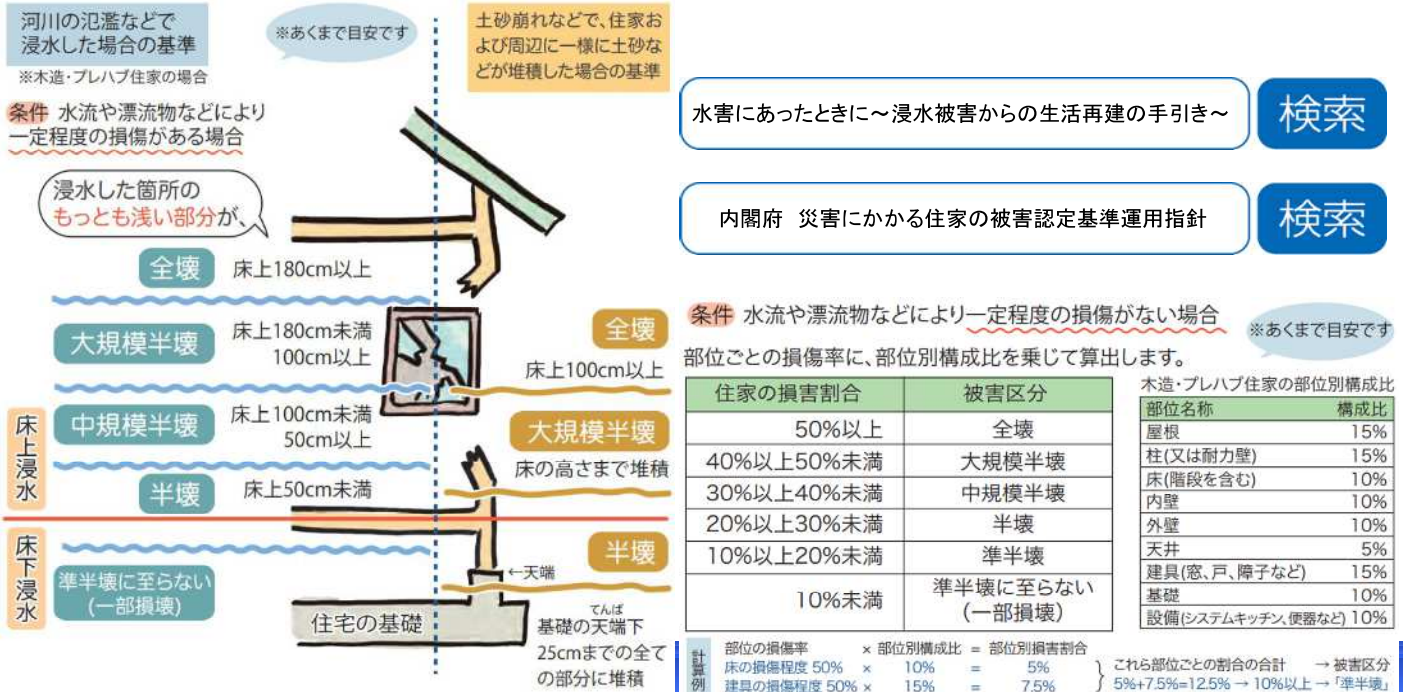 河川の氾濫などで
浸水した場合の基準
※木造・プレハブ住家の場合
※あくまで目安です
土砂崩れなどで、住家お
よび周辺に一様に土砂な
どが堆積した場合の基準
条件 水流や漂流物などにより
一定程度の損傷がある場合
浸水した箇所の
もっとも浅い部分が、
全壊 床上180cm以上
大規模半壊 床上180cm未満
100cm以上
中規模半壊 床上100cm未満
50cm以上
半壊 床上50cm未満
床上浸水
床下浸水
準半壊に至らない
(一部損壊)
全壊
床上100cm以上
大規模半壊
床の高さまで堆積
半壊
←天端
住宅の基礎
てんば
基礎の天端下
25cmまでの全て
の部分に堆積
水害にあったときに～浸水被害からの生活再建の手引き～ 検索
内閣府 災害にかかる住家の被害認定基準運用指針 検索
条件 水流や漂流物などにより一定程度の損傷がない場合
※あくまで目安です
部位ごとの損傷率に、部位別構成比を乗じて算出します。
住家の損害割合 被害区分
50%以上 全壊
40%以上50%未満 大規模半壊
30%以上40%未満 中規模半壊
20%以上30%未満 半壊
10%以上20%未満 準半壊
10%未満 準半壊に至らない
(一部損壊)
木造・プレハブ住家の部位別構成比
部位名称 構成比
屋根 15%
柱(又は耐力壁) 15%
床(階段を含む) 10%
内壁 10%
外壁 10%
天井 5%
建具(窓、戸、障子など) 15%
基礎 10%
設備(システムキッチン、便器など) 10%
計算例
部位の損傷率 × 部位別構成比 = 部位別損害割合
床の損傷程度 50% × 10% = 5%
建具の損傷程度 50% × 15% = 7.5%
これら部位ごとの割合の合計 → 被害区分
5%+7.5%=12.5% → 10%以上 → 「準半壊」